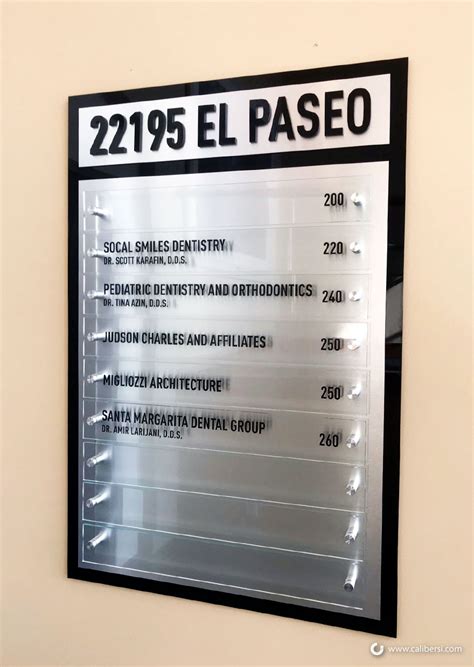 22195 EL PASEO
200
SOCAL SMILES DENTISTRY 220
DR. SCOTT KARAFIN, D.D.S.
PEDIATRIC DENTISTRY AND ORTHODONTICS 240
DR. TINA AZIN, D.D.S.
JUDSON CHARLES AND AFFILIATES 250
MIGLIOZZI ARCHITECTURE 250
SANTA MARGARITA DENTAL GROUP 260
DR. AMIR LARIJANI, D.D.S.
www.calibersi.com